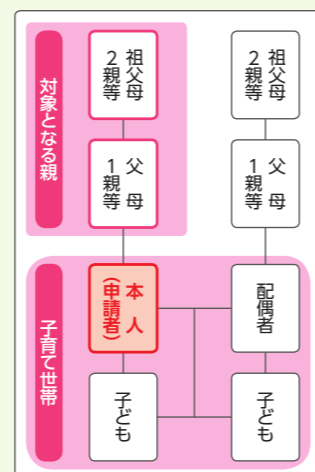 対象となる親
祖父母
2親等
祖父母
2親等
父母
1親等
父母
1親等
子育て世帯
本人
(申請者)
配偶者
子ども
子ども